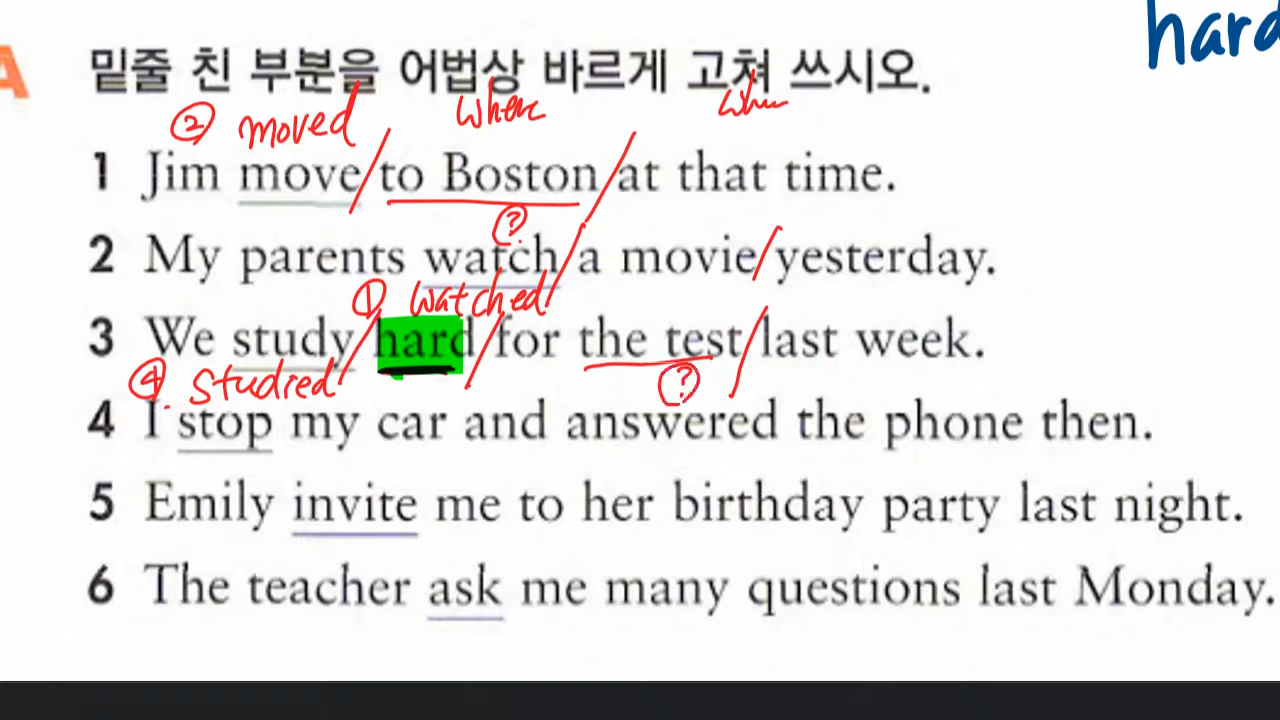 hard
A 밑줄 친 부분을 어법상 바르게 고쳐 쓰시오.
② moved where when
1 Jim move / to Boston / at that time.
?
2 My parents watch / a movie / yesterday.
① watched
3 We study / hard / for the test / last week.
④ studied ?
4 I stop my car and answered the phone then.
5 Emily invite me to her birthday party last night.
6 The teacher ask me many questions last Monday.